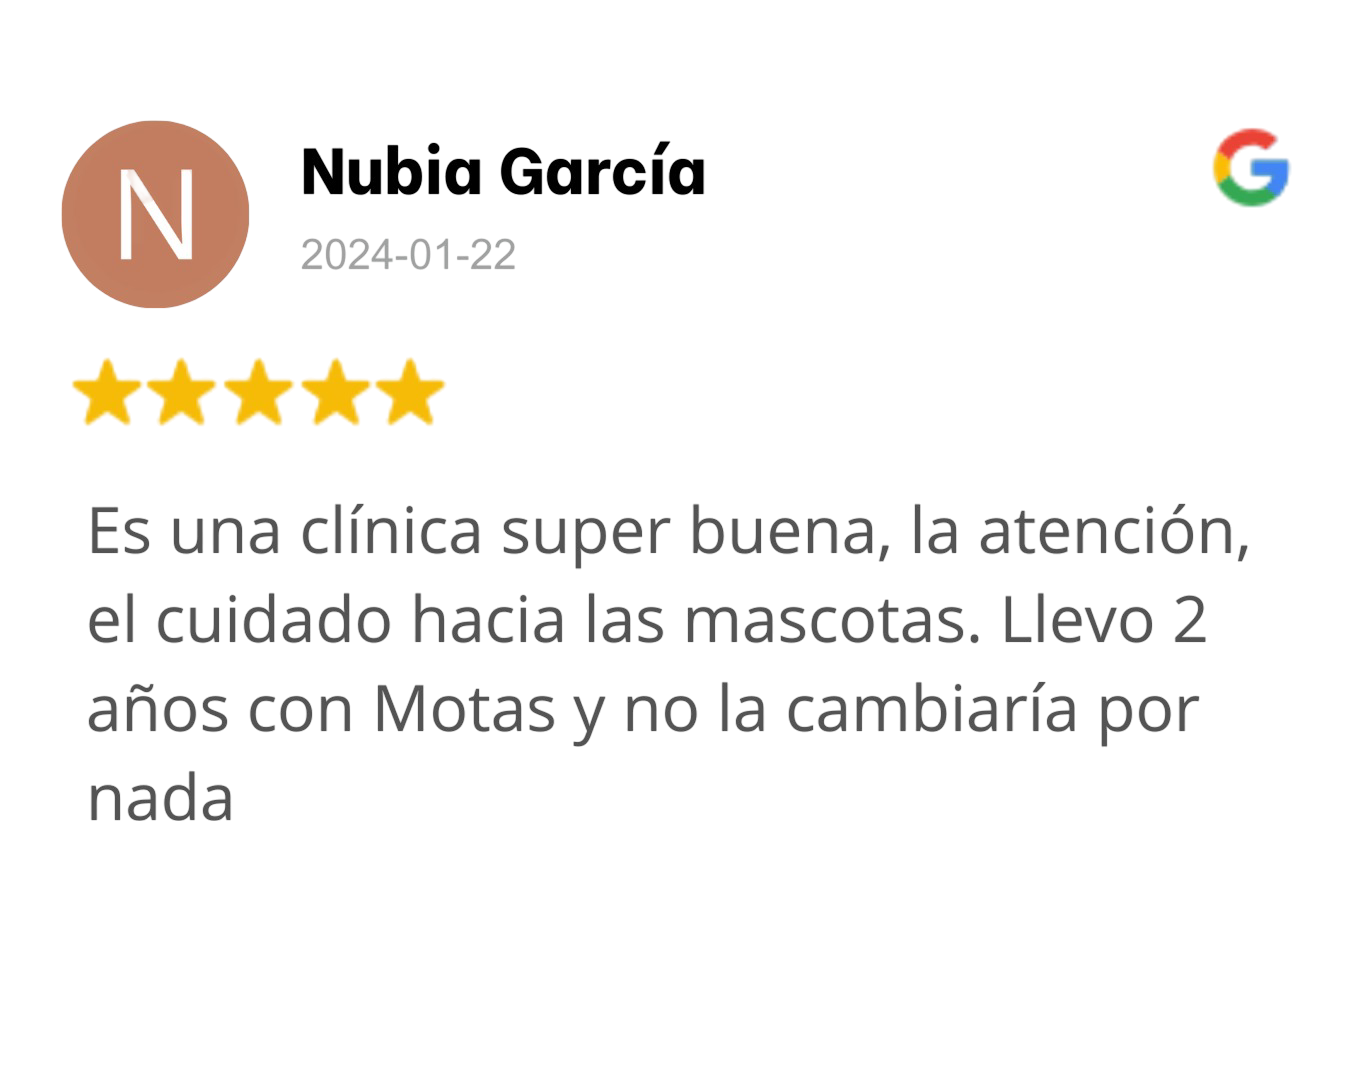 N
Nubia García
2024-01-22
Es una clínica super buena, la atención,
el cuidado hacia las mascotas. Llevo 2
años con Motas y no la cambiaría por
nada